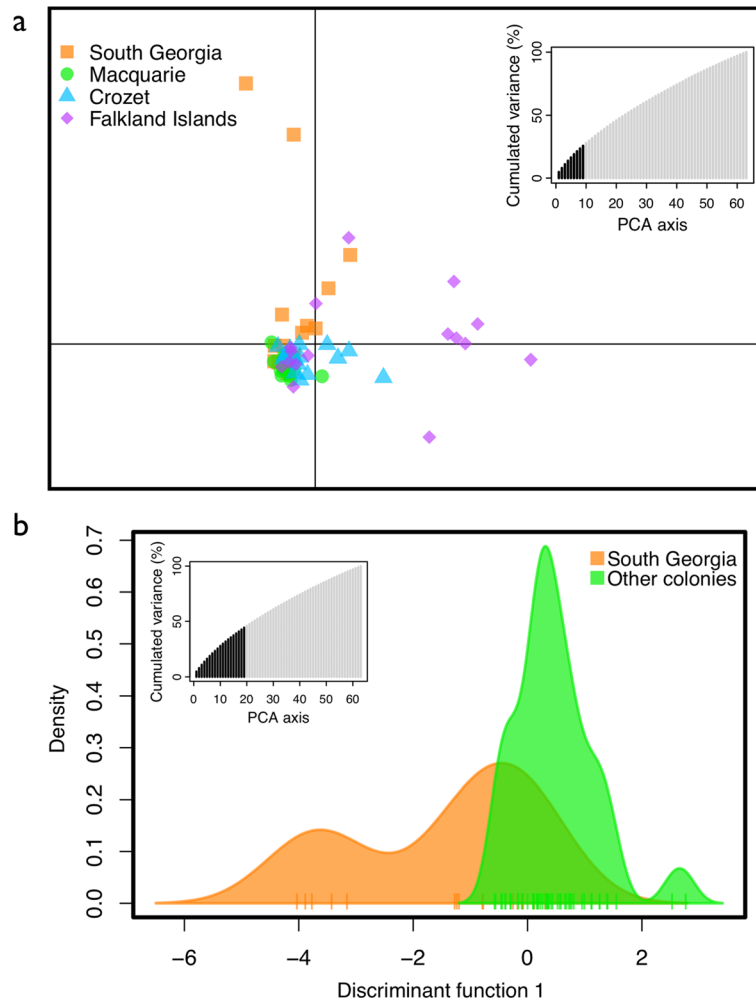 a
South Georgia
Macquarie
Crozet
Falkland Islands
Cumulated variance (%)
0 50 100
0 10 20 30 40 50 60
PCA axis
b
Density
0.0 0.1 0.2 0.3 0.4 0.5 0.6 0.7
Cumulated variance (%)
0 50 100
0 10 20 30 40 50 60
PCA axis
South Georgia
Other colonies
−6 −4 −2 0 2
Discriminant function 1